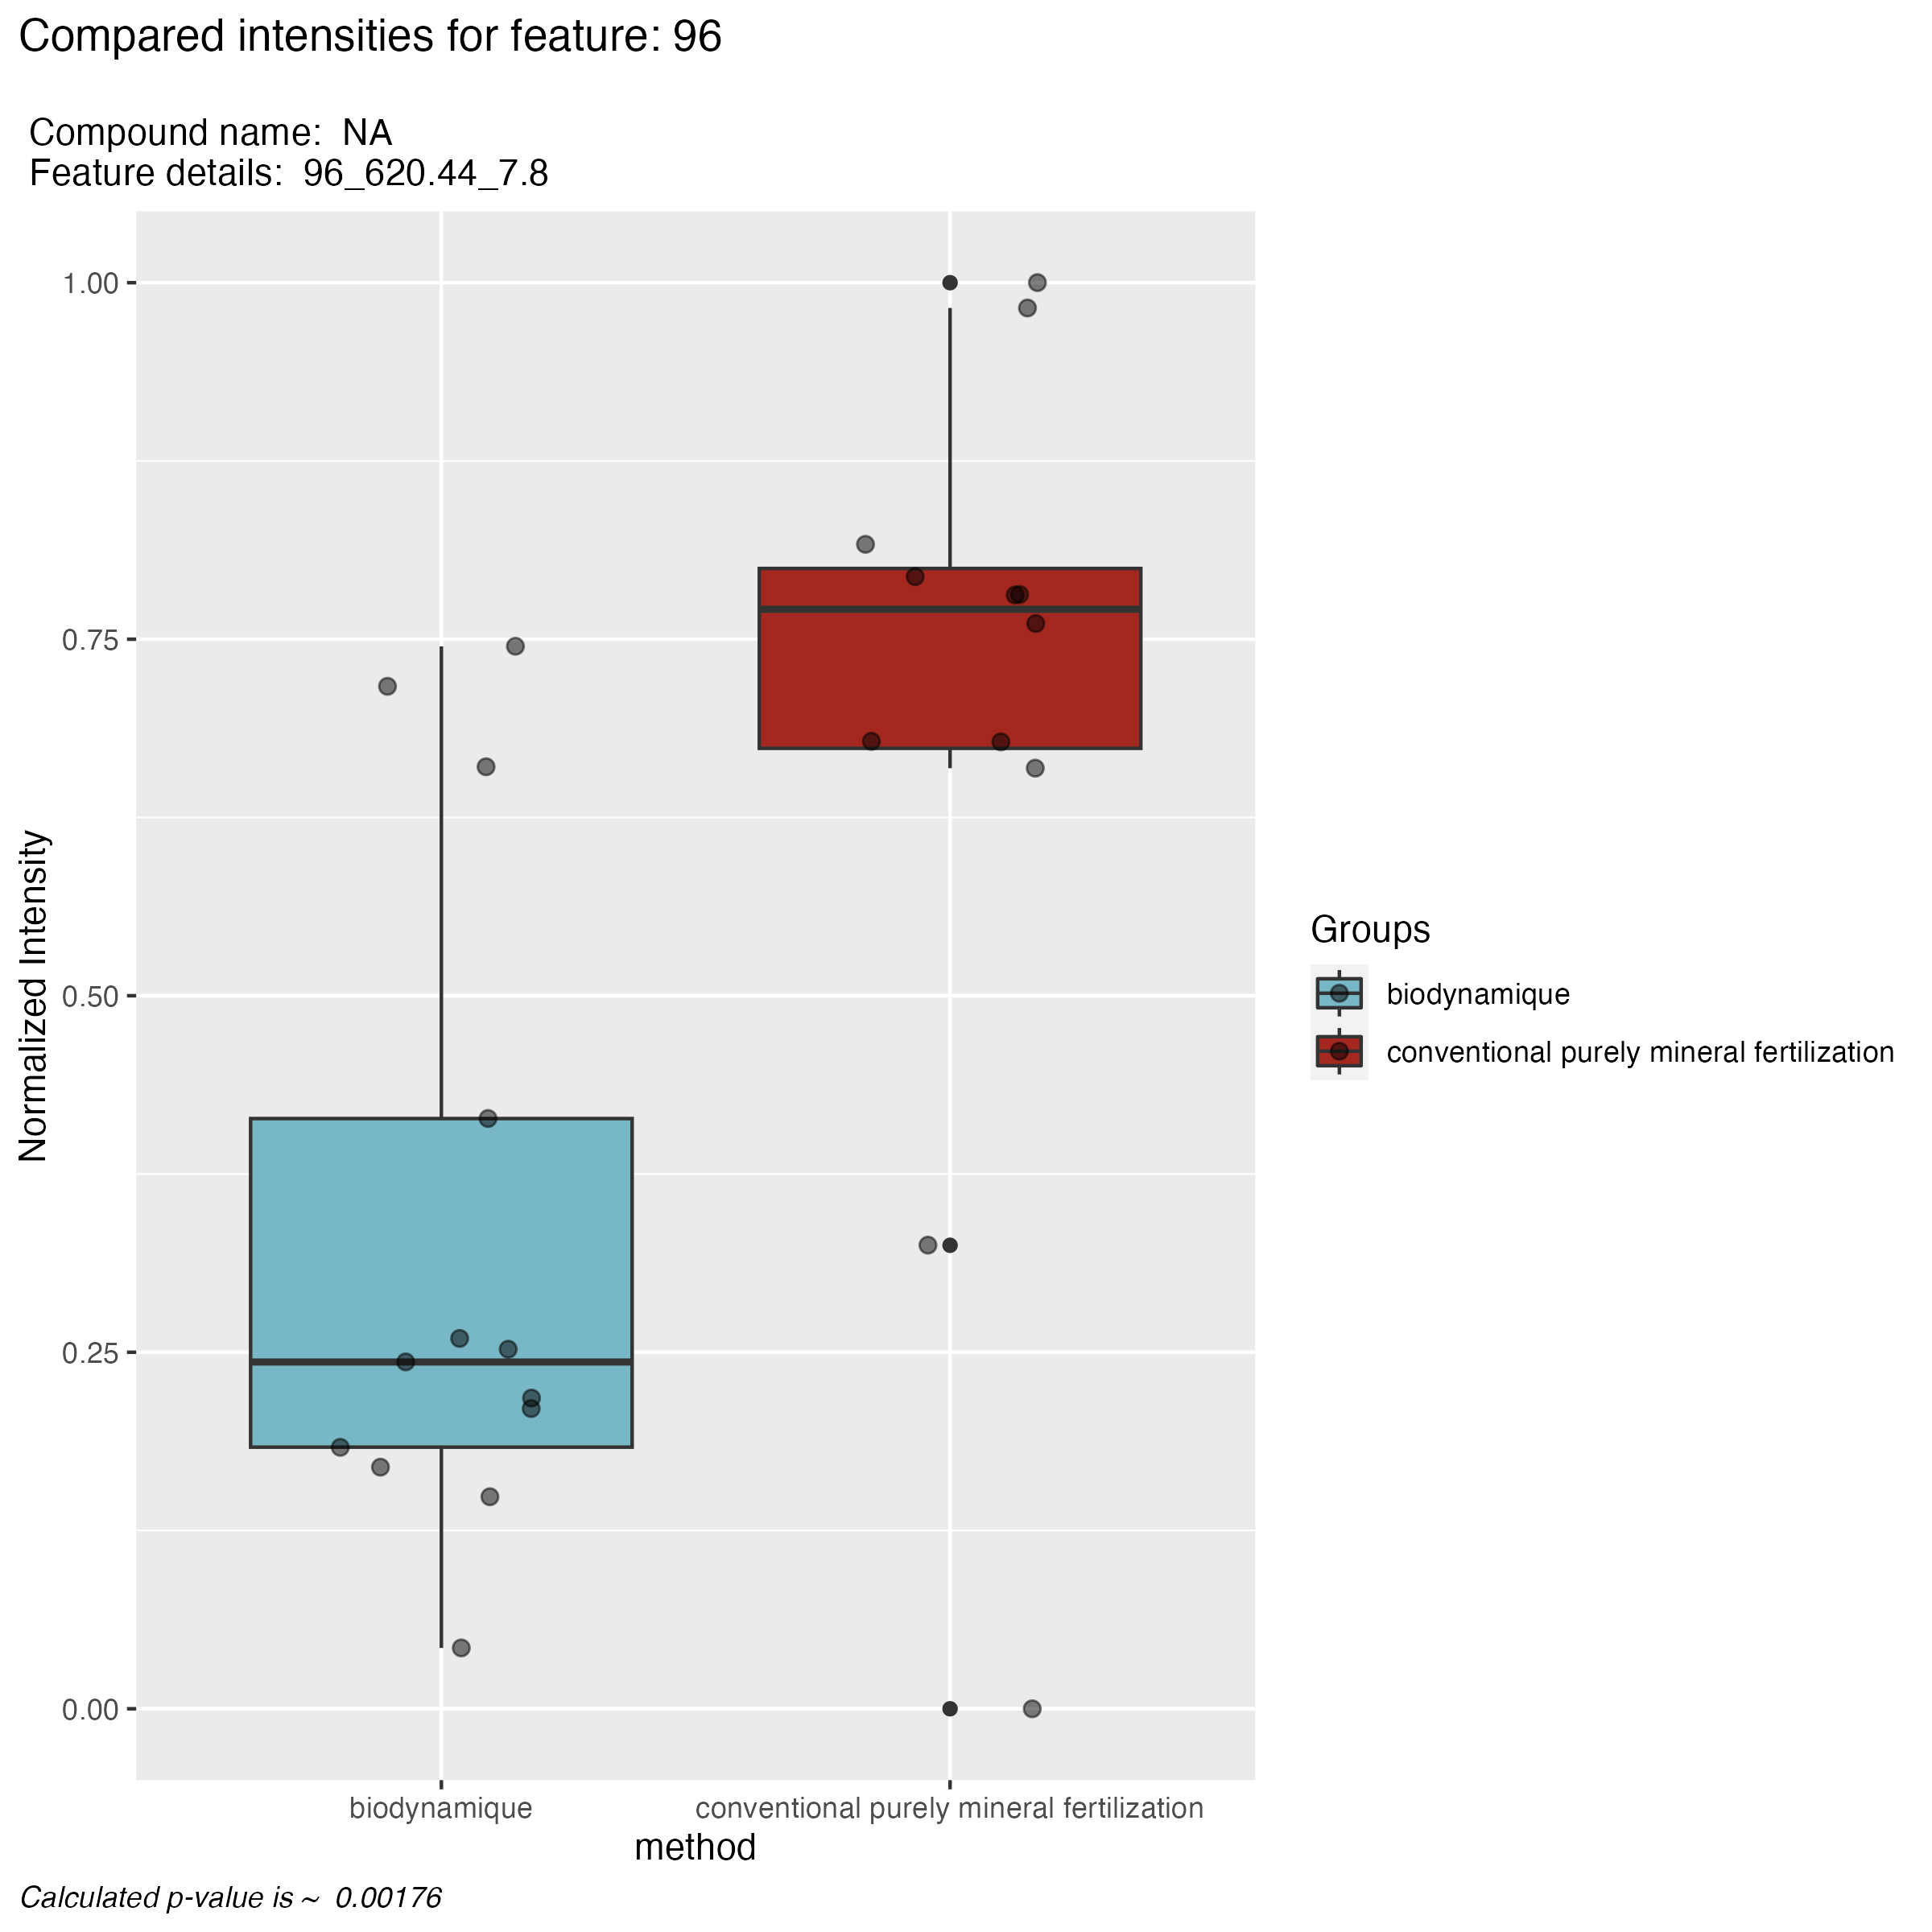 Compared intensities for feature: 96
Compound name:  NA
Feature details:  96_620.44_7.8
1.00
0.75
0.50
0.25
0.00
Normalized Intensity
biodynamique
conventional purely mineral fertilization
method
Groups
biodynamique
conventional purely mineral fertilization
Calculated p-value is ~  0.00176